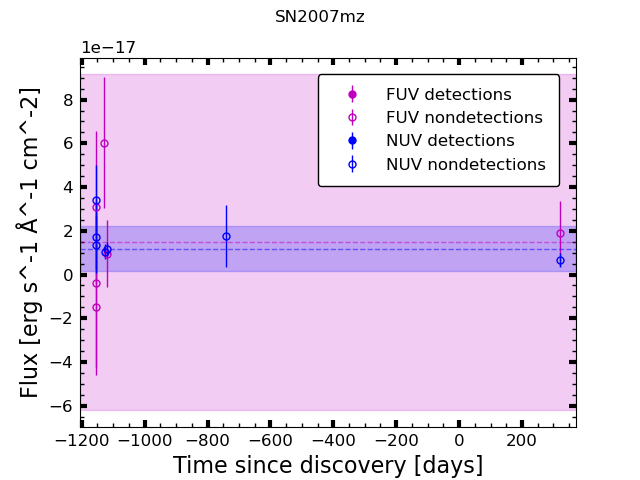 SN2007mz
1e−17
FUV detections
FUV nondetections
NUV detections
NUV nondetections
8
6
4
2
0
−2
−4
−6
Flux [erg s^-1 Å^-1 cm^-2]
−1200 −1000 −800 −600 −400 −200 0 200
Time since discovery [days]